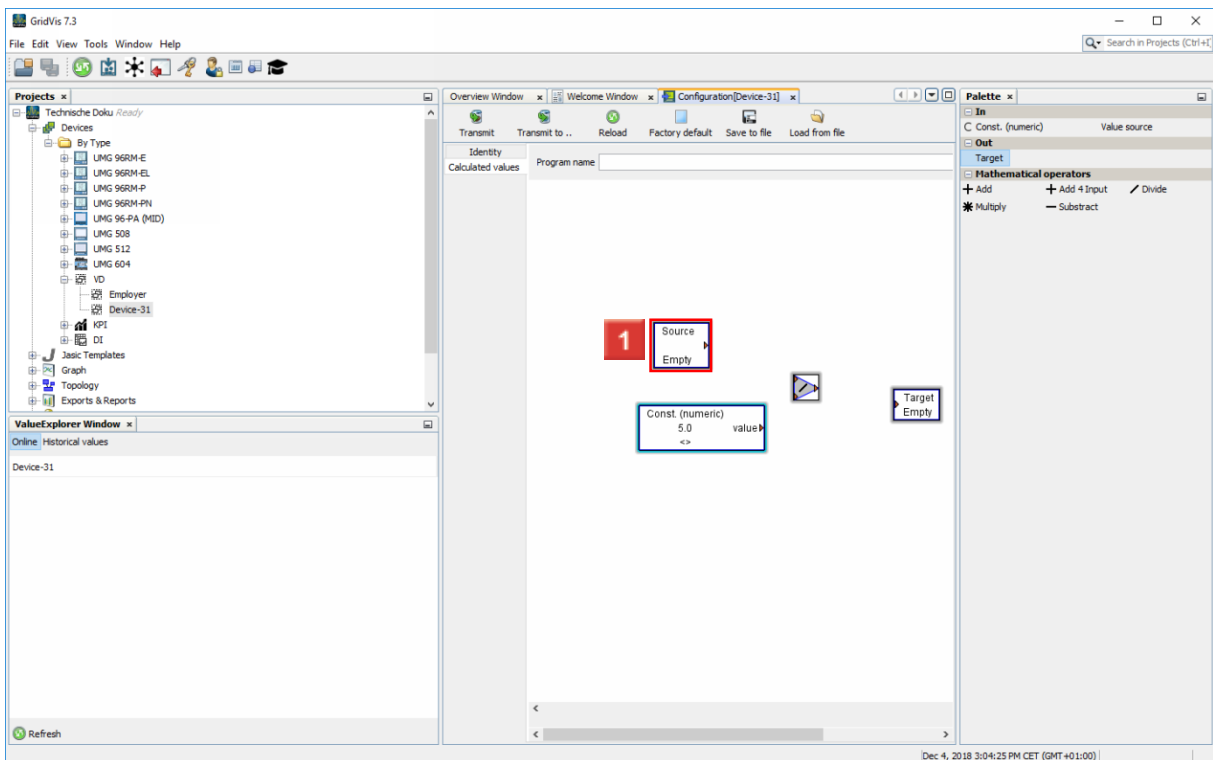 GridVis 7.3
File Edit View Tools Window Help
Search in Projects (Ctrl+I)
Projects
Technische Doku Ready
Devices
By Type
UMG 96RM-E
UMG 96RM-EL
UMG 96RM-P
UMG 96RM-PN
UMG 96-PA (MID)
UMG 508
UMG 512
UMG 604
VD
Employer
Device-31
KPI
DI
Jasic Templates
Graph
Topology
Exports & Reports
ValueExplorer Window
Online Historical values
Device-31
Refresh
Overview Window Welcome Window Configuration[Device-31]
Transmit Transmit to .. Reload Factory default Save to file Load from file
Identity
Calculated values
Program name
1
Source
Empty
Const. (numeric)
5.0 value
<>
Target
Empty
Palette
In
C Const. (numeric) Value source
Out
Target
Mathematical operators
Add Add 4 Input Divide
Multiply Substract
Dec 4, 2018 3:04:25 PM CET (GMT+01:00)